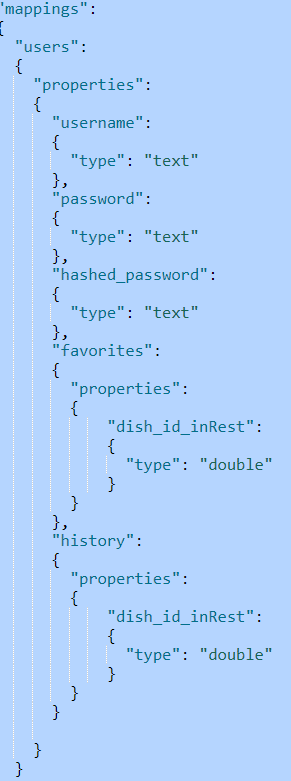 "mappings":
{
"users":
{
"properties":
{
"username":
{
"type": "text"
},
"password":
{
"type": "text"
},
"hashed_password":
{
"type": "text"
},
"favorites":
{
"properties":
{
"dish_id_inRest":
{
"type": "double"
}
}
},
"history":
{
"properties":
{
"dish_id_inRest":
{
"type": "double"
}
}
}
}
}